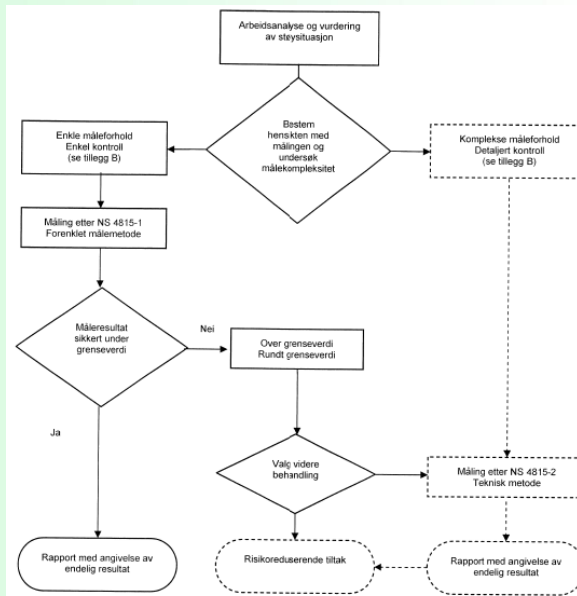 Arbeidsanalyse og vurdering
av støysituasjon
Bestem
hensikten med
målingen og
undersøk
målekompleksitet
Enkle måleforhold
Enkel kontroll
(se tillegg B)
Komplekse måleforhold
Detaljert kontroll
(se tillegg B)
Måling etter NS 4815-1
Forenklet målemetode
Måleresultat
sikkert under
grenseverdi
Nei
Over grenseverdi
Rundt grenseverdi
Ja
Valg videre
behandling
Måling etter NS 4815-2
Teknisk metode
Rapport med angivelse av
endelig resultat
Risikoreduserende tiltak
Rapport med angivelse av
endelig resultat